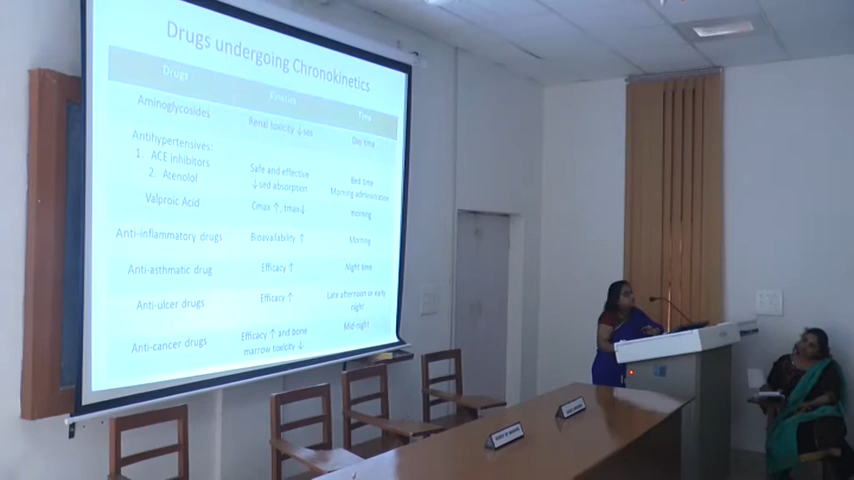 Drugs undergoing Chronokinetics
Drugs Kinetics Time
Aminoglycosides Renal toxicity ↓ses Day time
Antihypertensives:
1. ACE inhibitors Safe and effective Bed time
2. Atenolol ↓sed absorption Morning administration
Valproic Acid Cmax ↑, tmax↓ morning
Anti-inflammatory drugs Bioavailability ↑ Morning
Anti-asthmatic drug Efficacy ↑ Night time
Anti-ulcer drugs Efficacy ↑ Late afternoon or early
night
Anti-cancer drugs Efficacy ↑ and bone Mid-night
marrow toxicity ↓